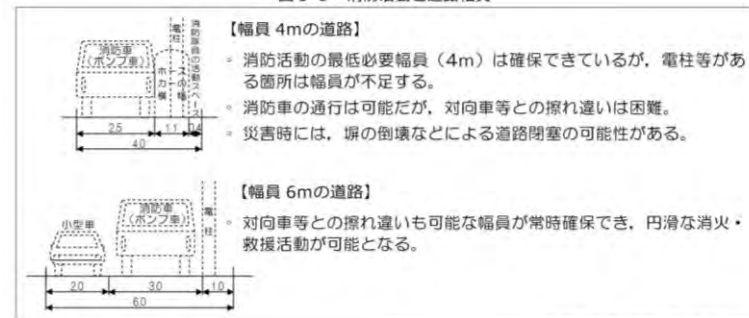 【幅員 4mの道路】
消防車
(ポンプ車)
ホースの
カ 幅
横
電柱
消防隊員の活動スペース
2.5
1.1
0.4
4.0
◦ 消防活動の最低必要幅員（4m）は確保できているが，電柱等があ
る箇所は幅員が不足する。
◦ 消防車の通行は可能だが，対向車等との擦れ違いは困難。
◦ 災害時には，塀の倒壊などによる道路閉塞の可能性がある。
【幅員 6mの道路】
小型車
消防車
(ポンプ車)
電柱
2.0
3.0
1.0
6.0
◦ 対向車等との擦れ違いも可能な幅員が常時確保でき，円滑な消火・
救援活動が可能となる。